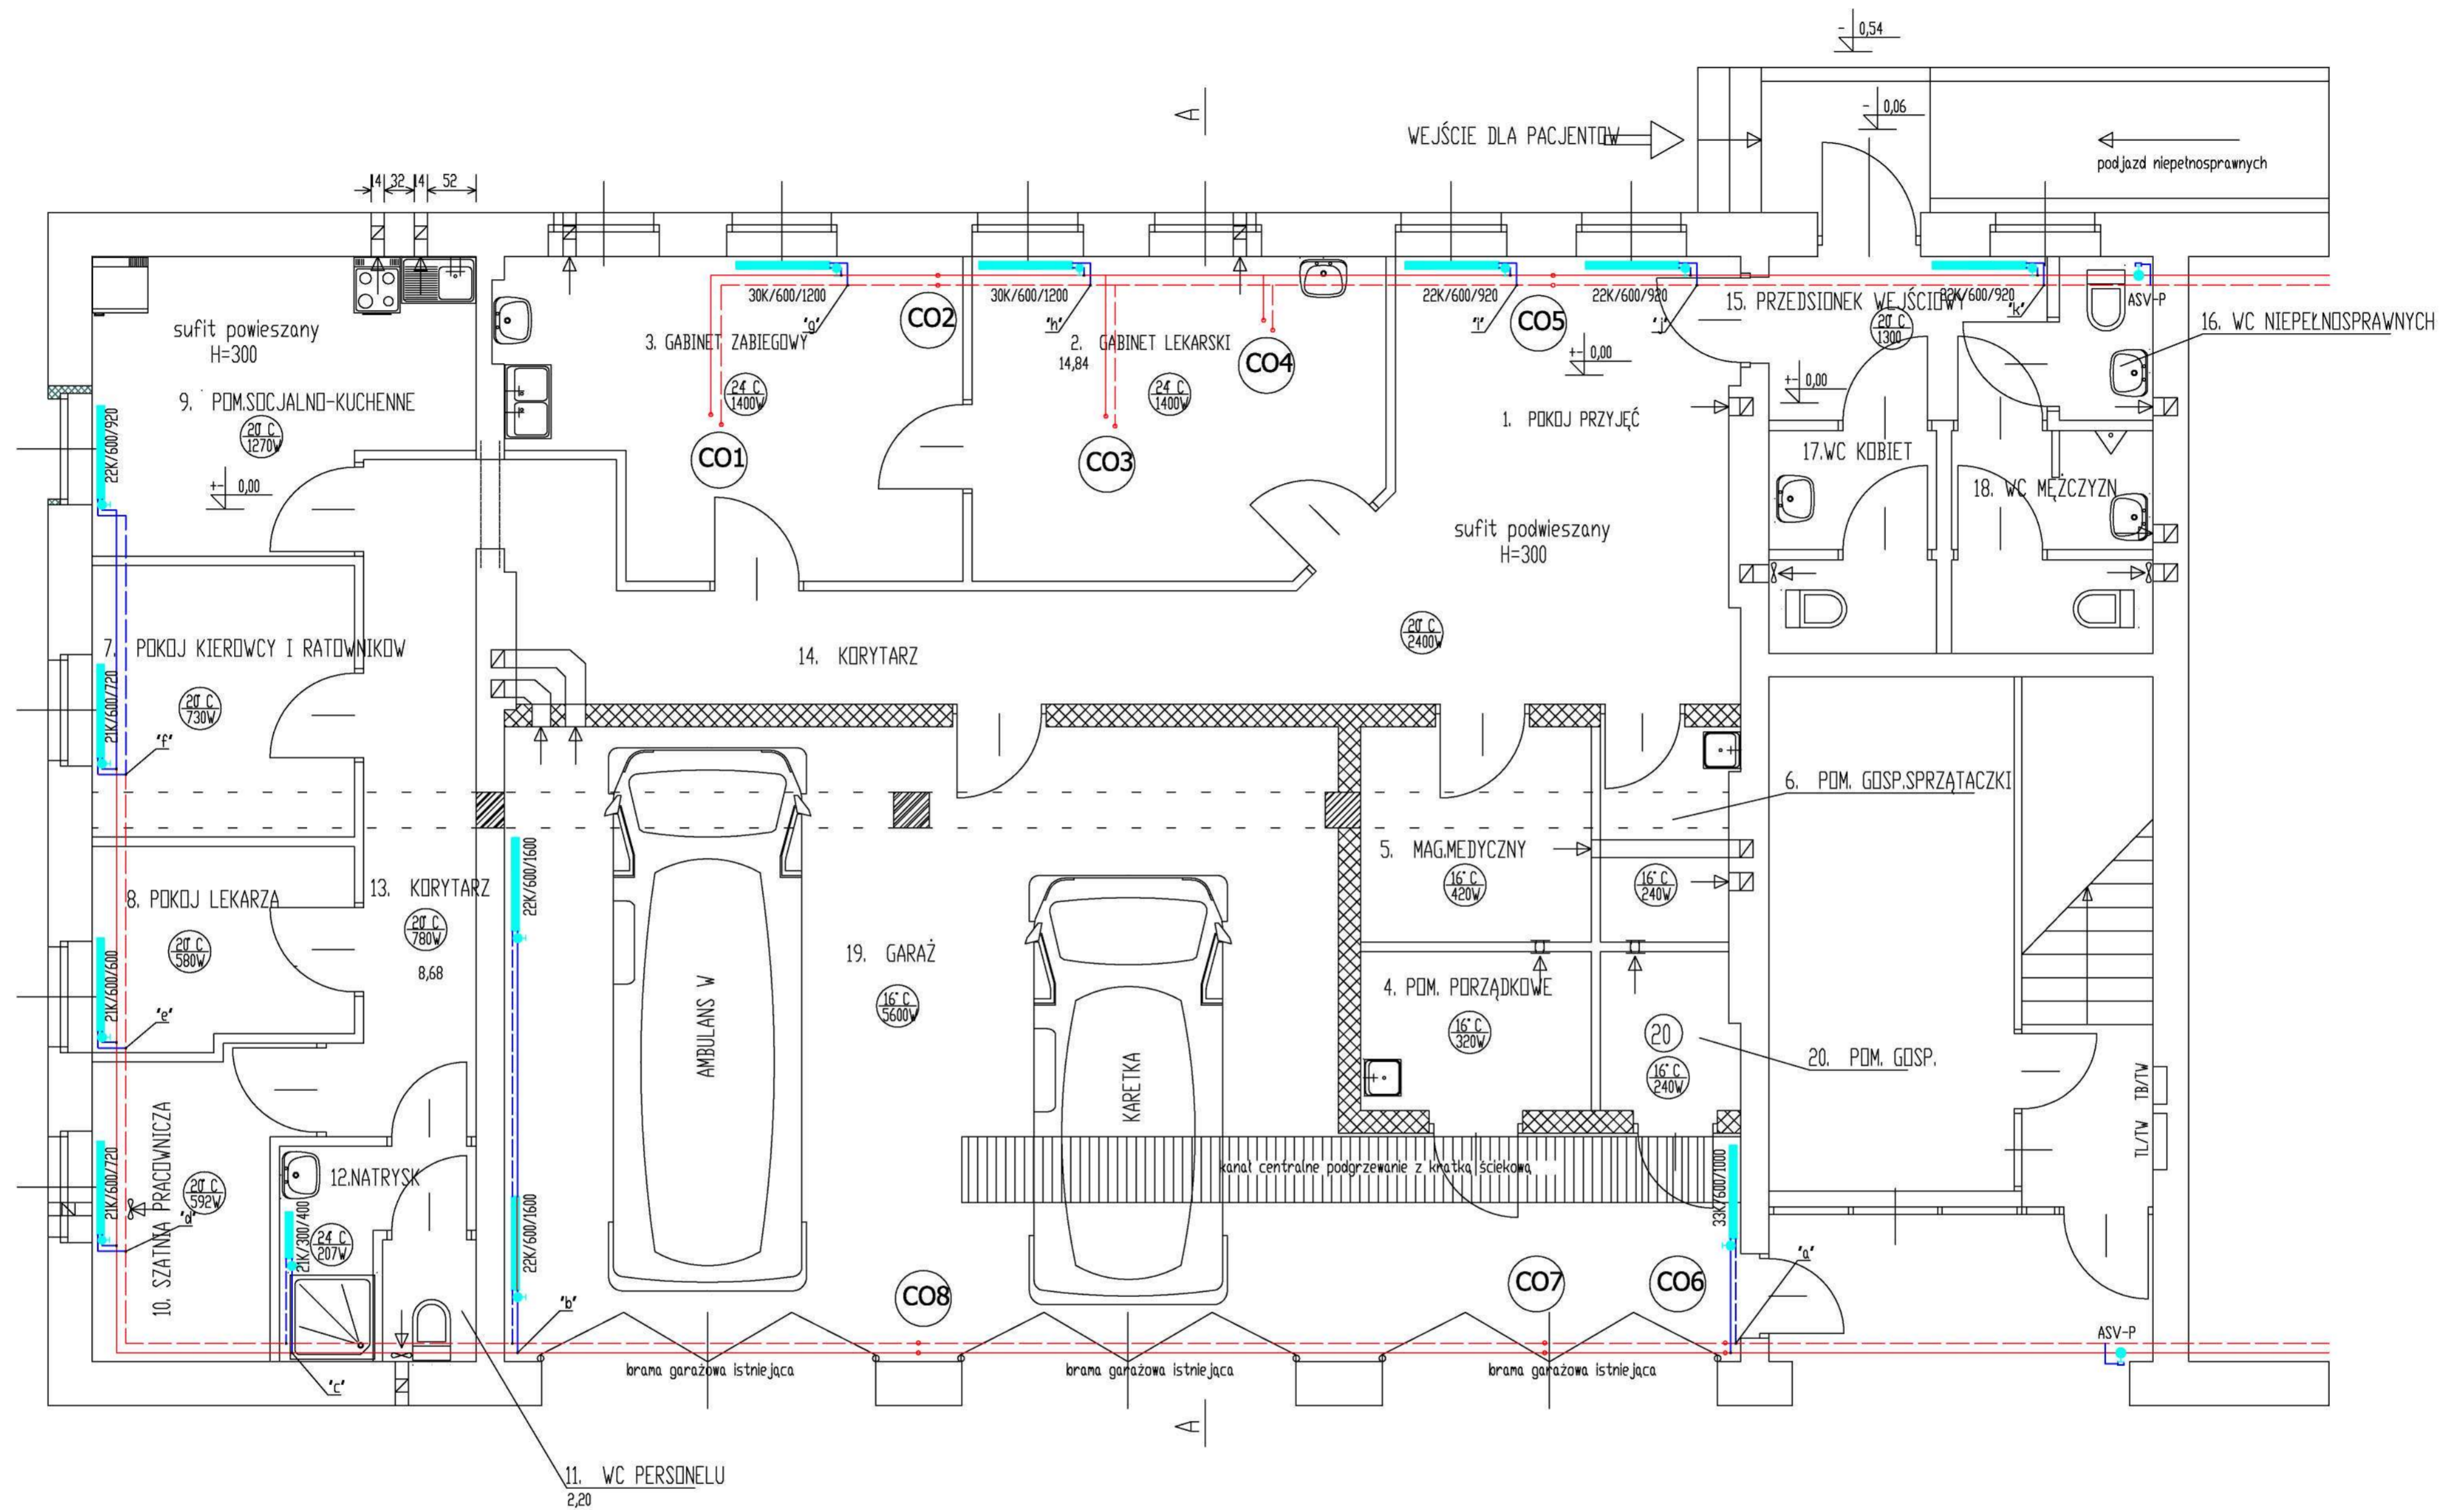 - 0,54
- 0,06
A
WEJŚCIE DLA PACJENTOW
podjazd niepełnosprawnych
14 32 14 52
30K/600/1200
30K/600/1200
22K/600/920
22K/600/920
22K/600/920
ASV-P
"g"
"h"
"i"
"j"
"k"
CO2
CO5
15. PRZEDSIONEK WEJŚCIOWY
20°C
1300
16. WC NIEPEŁNOSPRAWNYCH
sufit powieszany
H=300
3. GABINET ZABIEGOWY
24°C
1400W
2. GABINET LEKARSKI
14,84
24°C
1400W
CO4
+- 0,00
+- 0,00
9. POM.SOCJALNO-KUCHENNE
20°C
1270W
22K/600/920
+- 0,00
CO1
CO3
1. POKOJ PRZYJĘĆ
17.WC KOBIET
18. WC MĘŻCZYZN
sufit podwieszany
H=300
20°C
2400W
7. POKOJ KIEROWCY I RATOWNIKOW
20°C
730W
21K/600/720
"f"
14. KORYTARZ
6. POM. GOSP.SPRZĄTACZKI
5. MAG.MEDYCZNY
16°C
420W
16°C
240W
22K/600/1600
8. POKOJ LEKARZA
20°C
580W
21K/600/600
"e"
13. KORYTARZ
20°C
780W
8,68
AMBULANS W
19. GARAŻ
16°C
5600W
KARETKA
4. POM. PORZĄDKOWE
16°C
320W
20
16°C
240W
20. POM. GOSP.
TL/TW TB/TW
10. SZATNIA PRACOWNICZA
20°C
592W
21K/600/720
"d"
12.NATRYSK
24°C
207W
21K/300/400
22K/600/1600
kanał centralne podgrzewanie z kratką ściekową
33K/600/1000
"a"
CO8
CO7
CO6
"b"
"c"
ASV-P
brama garażowa istniejąca
brama garażowa istniejąca
brama garażowa istniejąca
A
11. WC PERSONELU
2,20